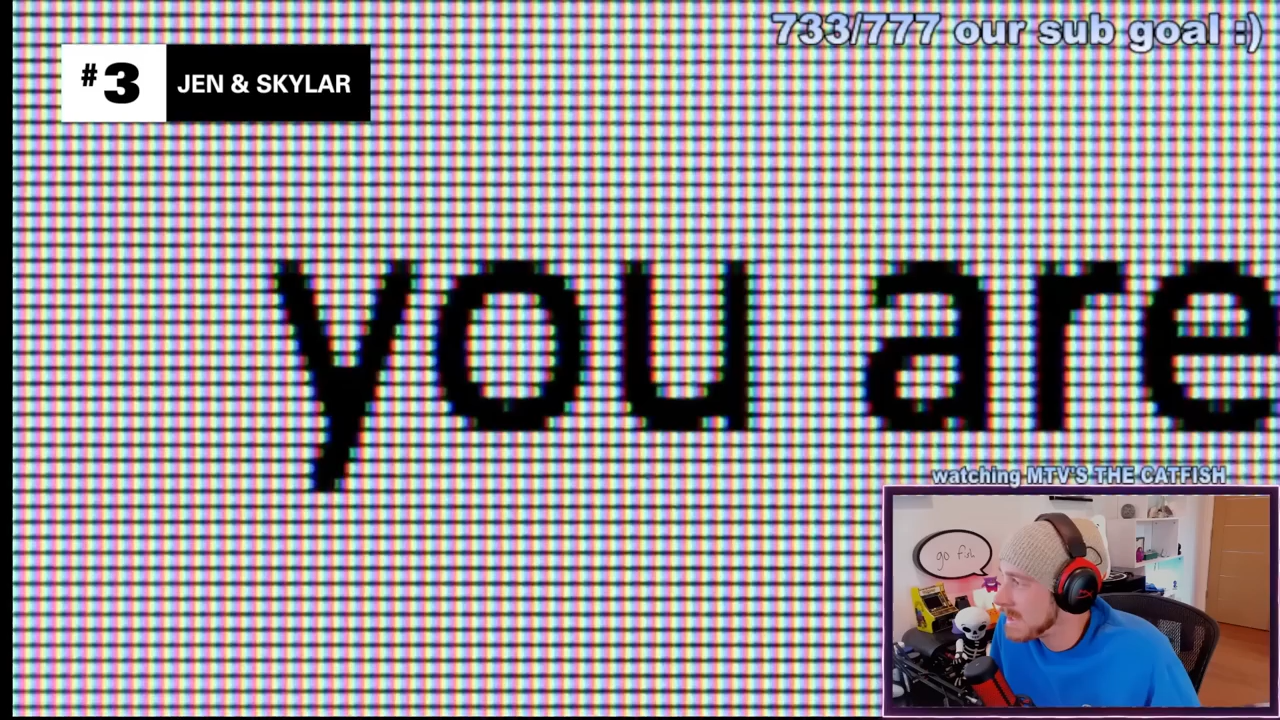 733/777 our sub goal :)
#3 JEN & SKYLAR
you are
watching MTV'S THE CATFISH
go fish